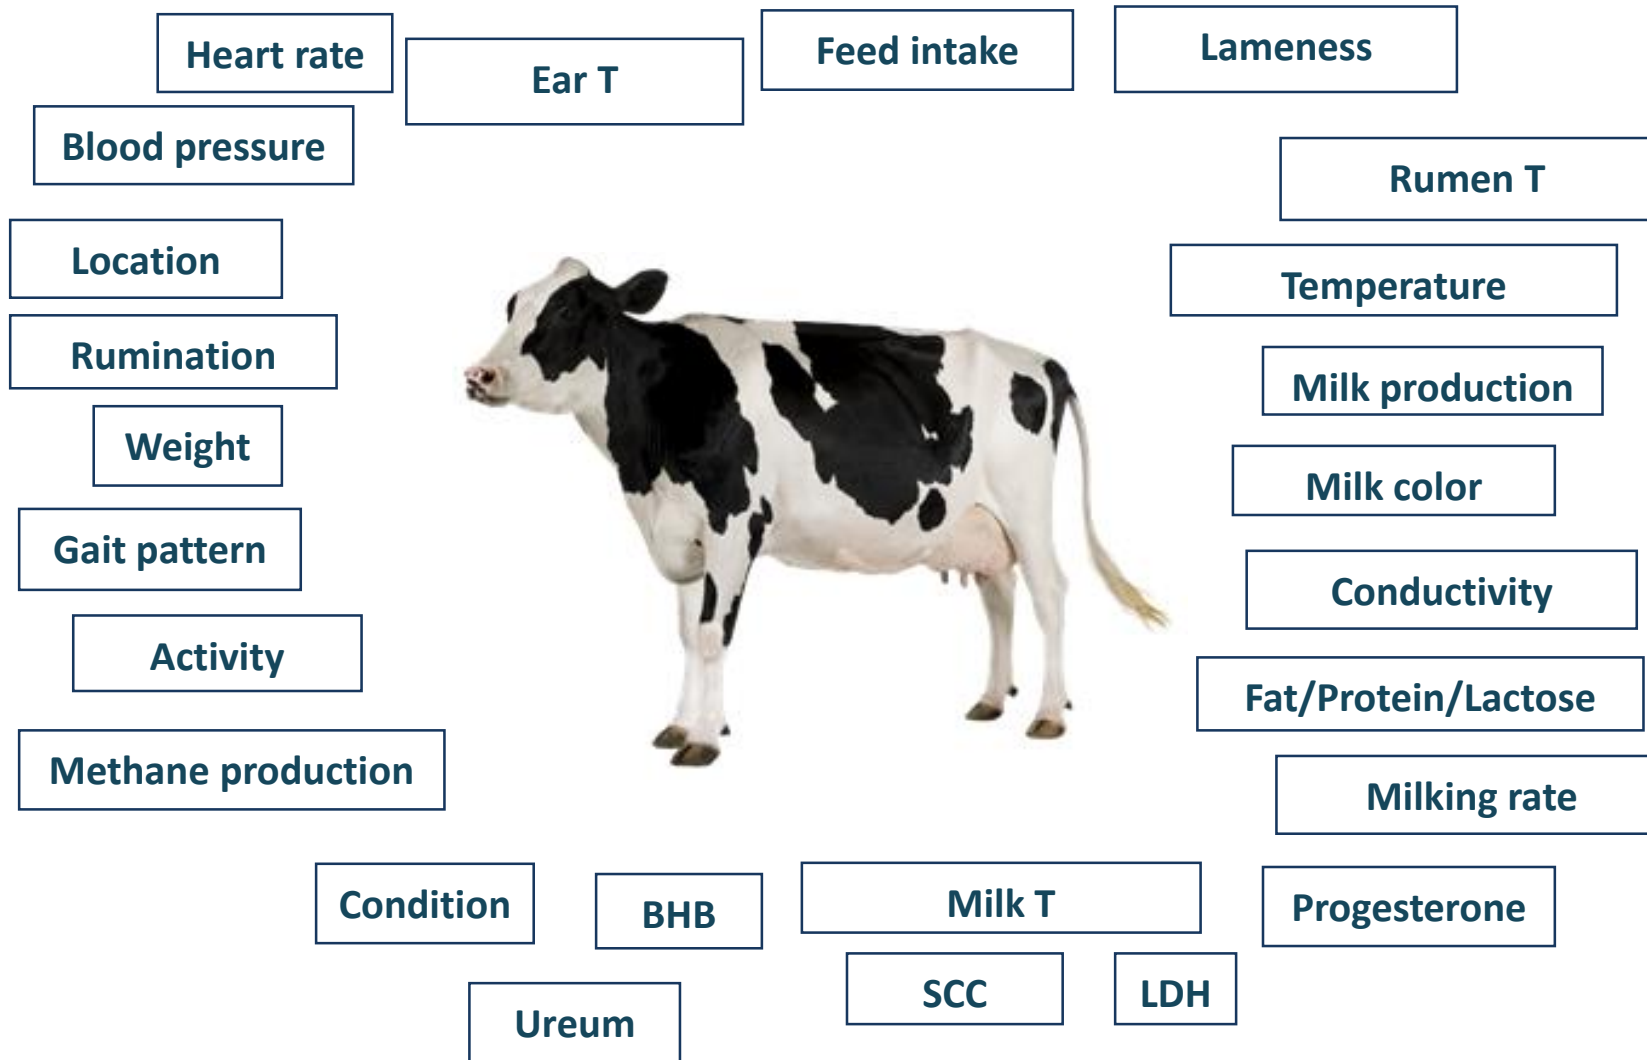 Heart rate
Ear T
Feed intake
Lameness
Blood pressure
Rumen T
Location
Temperature
Rumination
Milk production
Weight
Milk color
Gait pattern
Conductivity
Activity
Fat/Protein/Lactose
Methane production
Milking rate
Condition
BHB
Milk T
Progesterone
SCC
LDH
Ureum